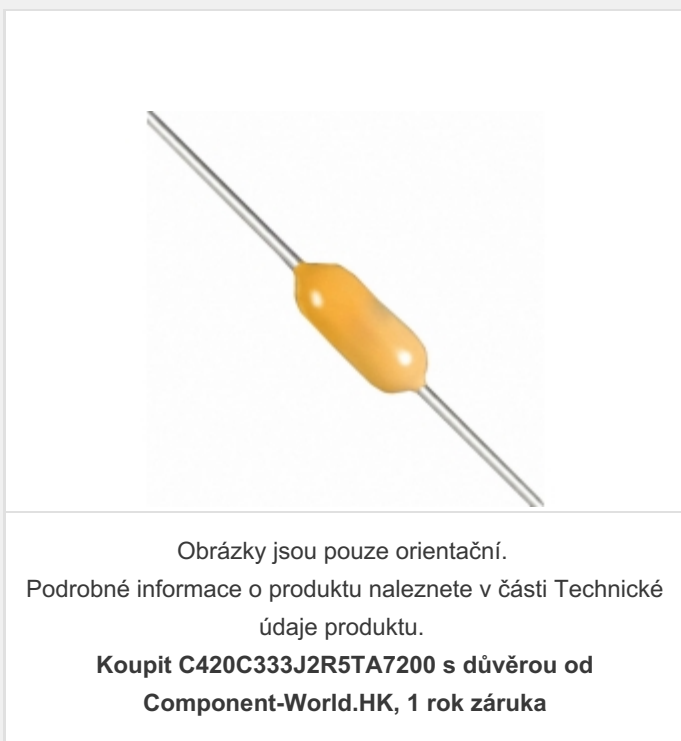 Obrázky jsou pouze orientační.
Podrobné informace o produktu naleznete v části Technické
údaje produktu.
Koupit C420C333J2R5TA7200 s důvěrou od
Component-World.HK, 1 rok záruka